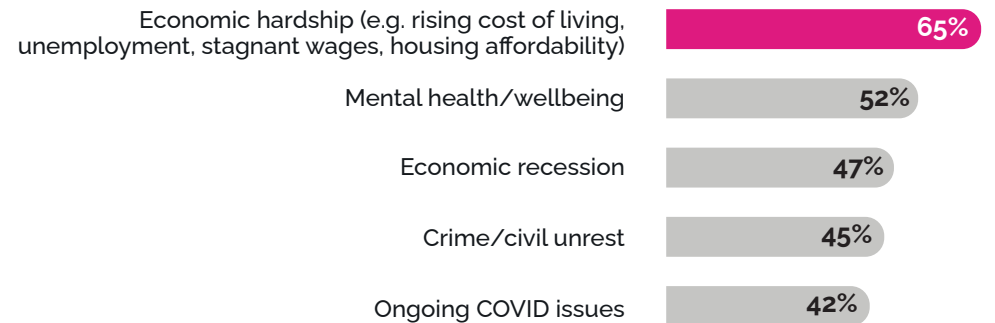 Economic hardship (e.g. rising cost of living,
unemployment, stagnant wages, housing affordability)
65%
Mental health/wellbeing
52%
Economic recession
47%
Crime/civil unrest
45%
Ongoing COVID issues
42%